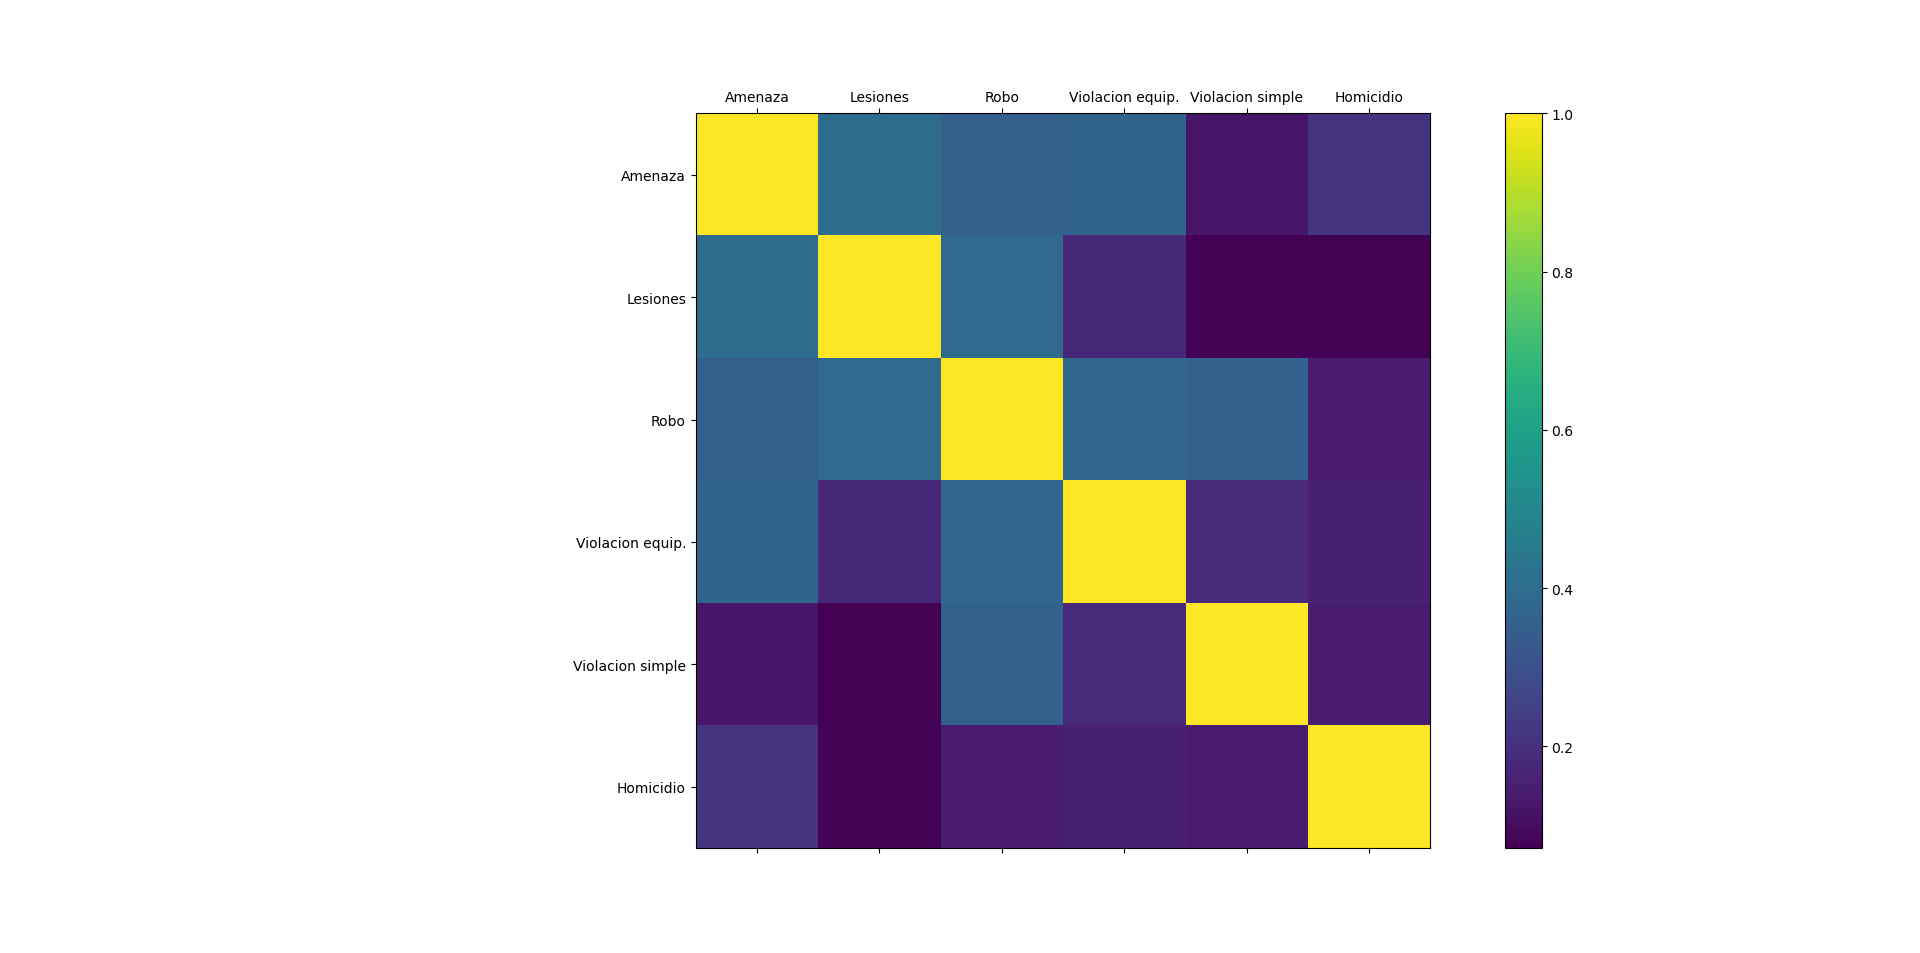 Amenaza Lesiones Robo Violacion equip. Violacion simple Homicidio
Amenaza
Lesiones
Robo
Violacion equip.
Violacion simple
Homicidio
1.0
0.8
0.6
0.4
0.2